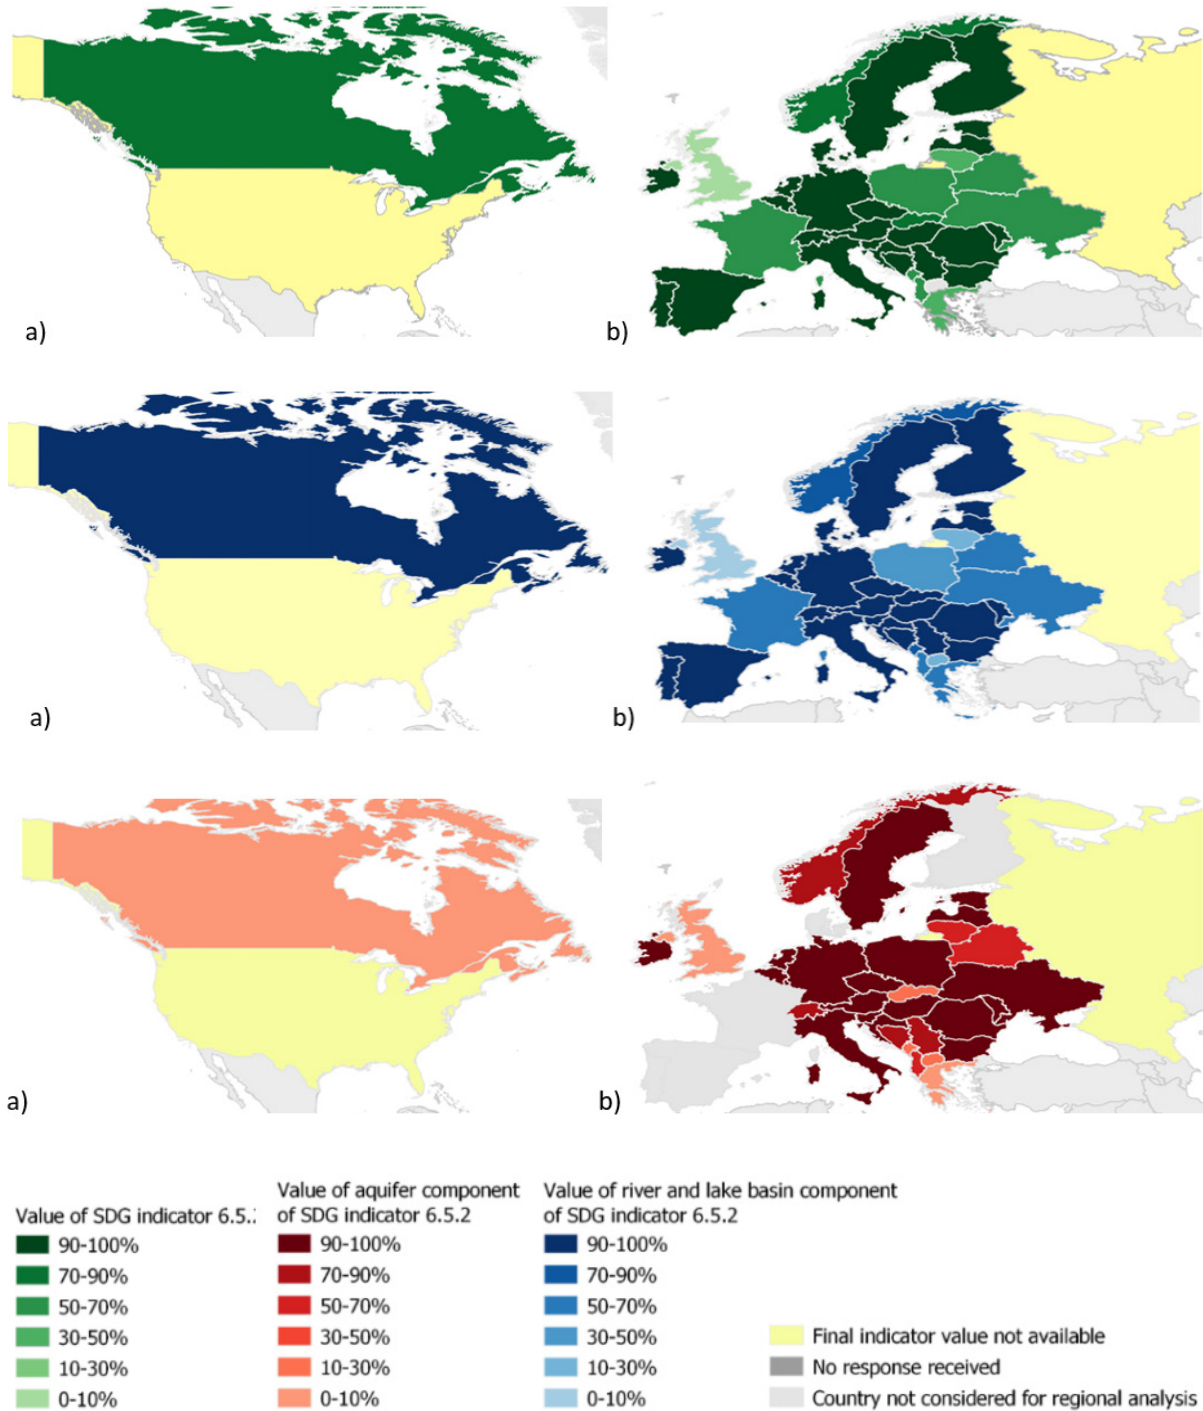 a)
b)
a)
b)
a)
b)
Value of SDG indicator 6.5.
90-100%
70-90%
50-70%
30-50%
10-30%
0-10%
Value of aquifer component
of SDG indicator 6.5.2
90-100%
70-90%
50-70%
30-50%
10-30%
0-10%
Value of river and lake basin component
of SDG indicator 6.5.2
90-100%
70-90%
50-70%
30-50%
10-30%
0-10%
Final indicator value not available
No response received
Country not considered for regional analysis